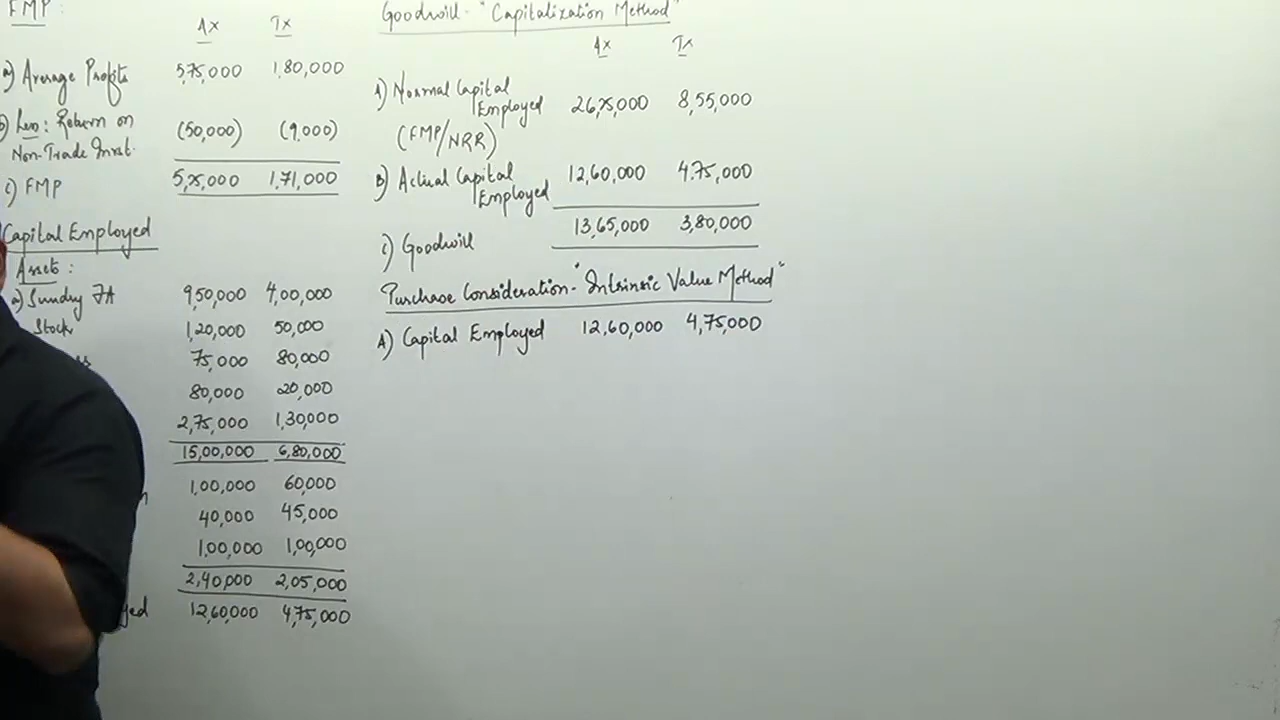 FMP:
Ax Tx
a) Average Profits 5,75,000 1,80,000
b) Less: Return on (50,000) (9,000)
Non-Trade Invst.
c) FMP 5,25,000 1,71,000
Capital Employed
Assets:
a) Sundry FA 9,50,000 4,00,000
Stock 1,20,000 50,000
75,000 80,000
80,000 20,000
2,75,000 1,30,000
15,00,000 6,80,000
1,00,000 60,000
40,000 45,000
1,00,000 1,00,000
2,40,000 2,05,000
12,60,000 4,75,000
Goodwill - "Capitalization Method"
Ax Tx
A) Normal Capital
Employed 26,25,000 8,55,000
(FMP/NRR)
B) Actual Capital 12,60,000 4,75,000
Employed
C) Goodwill 13,65,000 3,80,000
Purchase Consideration - "Intrinsic Value Method"
A) Capital Employed 12,60,000 4,75,000